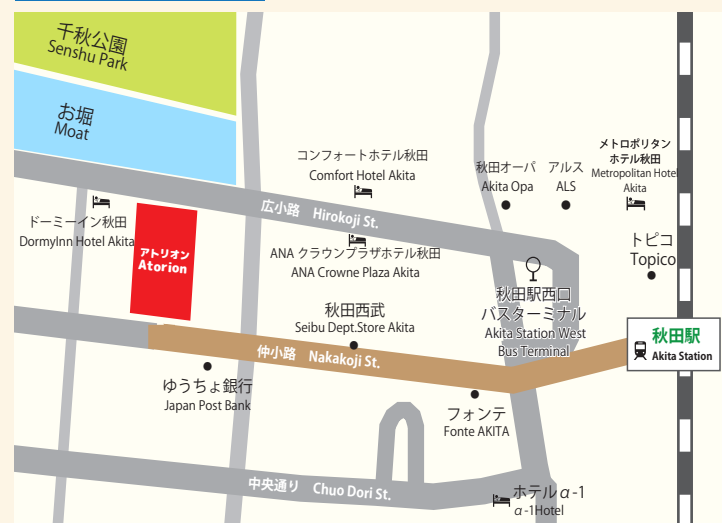 千秋公園
Senshu Park
お堀
Moat
コンフォートホテル秋田
Comfort Hotel Akita
秋田オーパ
Akita Opa
アルス
ALS
メトロポリタン
ホテル秋田
Metropolitan Hotel
Akita
ドーミーイン秋田
DormyInn Hotel Akita
アトリオン
Atorion
広小路 Hirokoji St.
ANA クラウンプラザホテル秋田
ANA Crowne Plaza Akita
トピコ
Topico
秋田駅西口
バスターミナル
Akita Station West
Bus Terminal
秋田西武
Seibu Dept.Store Akita
秋田駅
Akita Station
仲小路 Nakakoji St.
ゆうちょ銀行
Japan Post Bank
フォンテ
Fonte AKITA
中央通り Chuo Dori St.
ホテルα-1
α-1Hotel